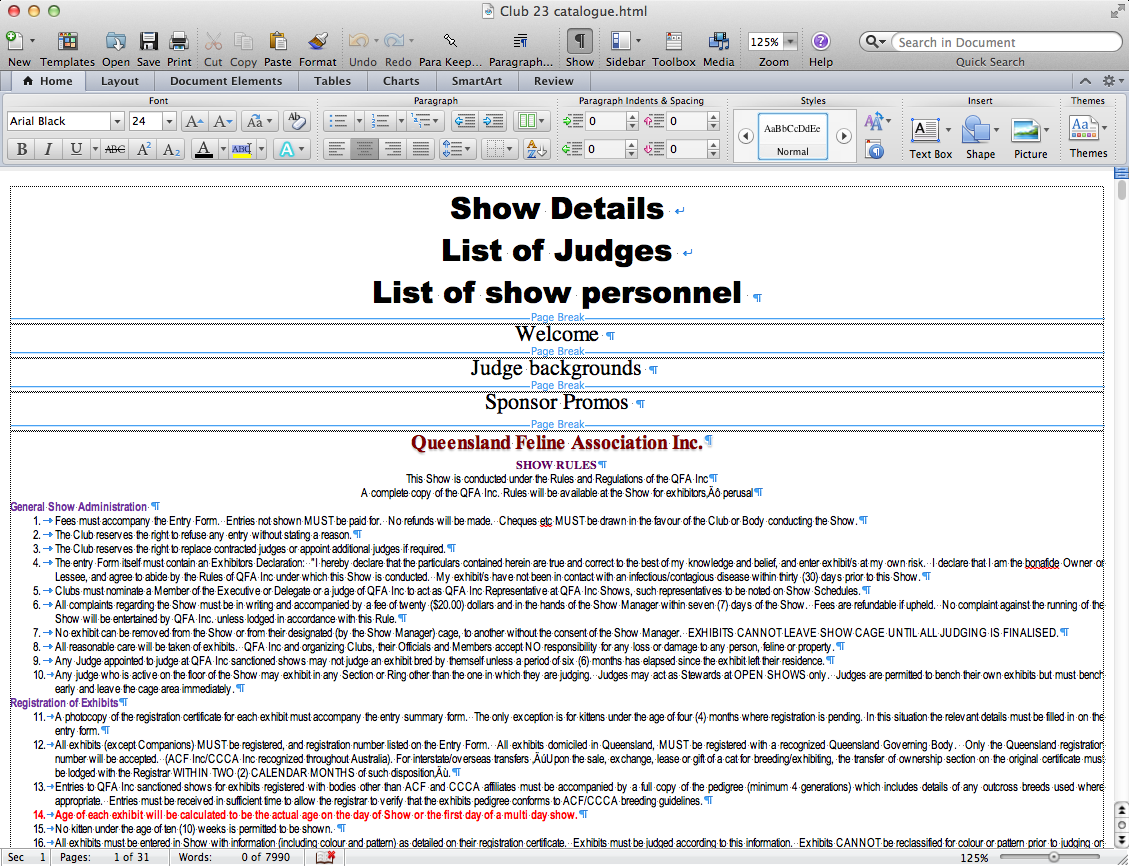 Club 23 catalogue.html
New Templates Open Save Print Cut Copy Paste Format Undo Redo Para Keep... Paragraph... Show Sidebar Toolbox Media 125% Zoom Help Search in Document Quick Search
Home Layout Document Elements Tables Charts SmartArt Review
Font Paragraph Paragraph Indents & Spacing Styles Insert Themes
Arial Black 24 A A Aa Ab 0 0 AaBbCcDdEe Normal Text Box Shape Picture Themes
B I U ABC A2 A2 A ABC A 0 0
Show Details
List of Judges
List of show personnel ¶
Page Break
Welcome ¶
Page Break
Judge backgrounds ¶
Page Break
Sponsor Promos ¶
Page Break
Queensland Feline Association Inc.¶
SHOW RULES¶
This Show is conducted under the Rules and Regulations of the QFA Inc¶
A complete copy of the QFA Inc. Rules will be available at the Show for exhibitors‚Äô perusal¶
General Show Administration ¶
1. Fees must accompany the Entry Form. Entries not shown MUST be paid for. No refunds will be made. Cheques etc MUST be drawn in the favour of the Club or Body conducting the Show.¶
2. The Club reserves the right to refuse any entry without stating a reason.¶
3. The Club reserves the right to replace contracted judges or appoint additional judges if required.¶
4. The entry Form itself must contain an Exhibitors Declaration: "I hereby declare that the particulars contained herein are true and correct to the best of my knowledge and belief, and enter exhibit/s at my own risk. I declare that I am the bonafide Owner or
Lessee, and agree to abide by the Rules of QFA Inc under which this Show is conducted. My exhibit/s have not been in contact with an infectious/contagious disease within thirty (30) days prior to this Show.¶
5. Clubs must nominate a Member of the Executive or Delegate or a judge of QFA Inc to act as QFA Inc Representative at QFA Inc Shows, such representatives to be noted on Show Schedules.¶
6. All complaints regarding the Show must be in writing and accompanied by a fee of twenty ($20.00) dollars and in the hands of the Show Manager within seven (7) days of the Show. Fees are refundable if upheld. No complaint against the running of the
Show will be entertained by QFA Inc. unless lodged in accordance with this Rule.¶
7. No exhibit can be removed from the Show or from their designated (by the Show Manager) cage, to another without the consent of the Show Manager. EXHIBITS CANNOT LEAVE SHOW CAGE UNTIL ALL JUDGING IS FINALISED.¶
8. All reasonable care will be taken of exhibits. QFA Inc and organizing Clubs, their Officials and Members accept NO responsibility for any loss or damage to any person, feline or property.¶
9. Any Judge appointed to judge at QFA Inc sanctioned shows may not judge an exhibit bred by themself unless a period of six (6) months has elapsed since the exhibit left their residence.¶
10. Any judge who is active on the floor of the Show may exhibit in any Section or Ring other than the one in which they are judging. Judges may act as Stewards at OPEN SHOWS only. Judges are permitted to bench their own exhibits but must bench
early and leave the cage area immediately.¶
Registration of Exhibits¶
11. A photocopy of the registration certificate for each exhibit must accompany the entry summary form. The only exception is for kittens under the age of four (4) months where registration is pending. In this situation the relevant details must be filled in on the
entry form.¶
12. All exhibits (except Companions) MUST be registered, and registration number listed on the Entry Form. All exhibits domiciled in Queensland, MUST be registered with a recognized Queensland Governing Body. Only the Queensland registration
number will be accepted. (ACF Inc/CCCA Inc recognized throughout Australia). For interstate/overseas transfers ‚ÄúUpon the sale, exchange, lease or gift of a cat for breeding/exhibiting, the transfer of ownership section on the original certificate must
be lodged with the Registrar WITHIN TWO (2) CALENDAR MONTHS of such disposition‚Äù.¶
13. Entries to QFA Inc sanctioned shows for exhibits registered with bodies other than ACF and CCCA affiliates must be accompanied by a full copy of the pedigree (minimum 4 generations) which includes details of any outcross breeds used where
appropriate. Entries must be received in sufficient time to allow the registrar to verify that the exhibits pedigree conforms to ACF/CCCA breeding guidelines.¶
14. Age of each exhibit will be calculated to be the actual age on the day of Show or the first day of a multi day show.¶
15. No kitten under the age of ten (10) weeks is permitted to be shown. ¶
16. All exhibits must be entered in Show with information (including colour and pattern) as detailed on their registration certificate. Exhibits must be judged according to this information. Exhibits CANNOT be reclassified for colour or pattern prior to judging or
Sec 1 Pages: 1 of 31 Words: 0 of 7990 125%